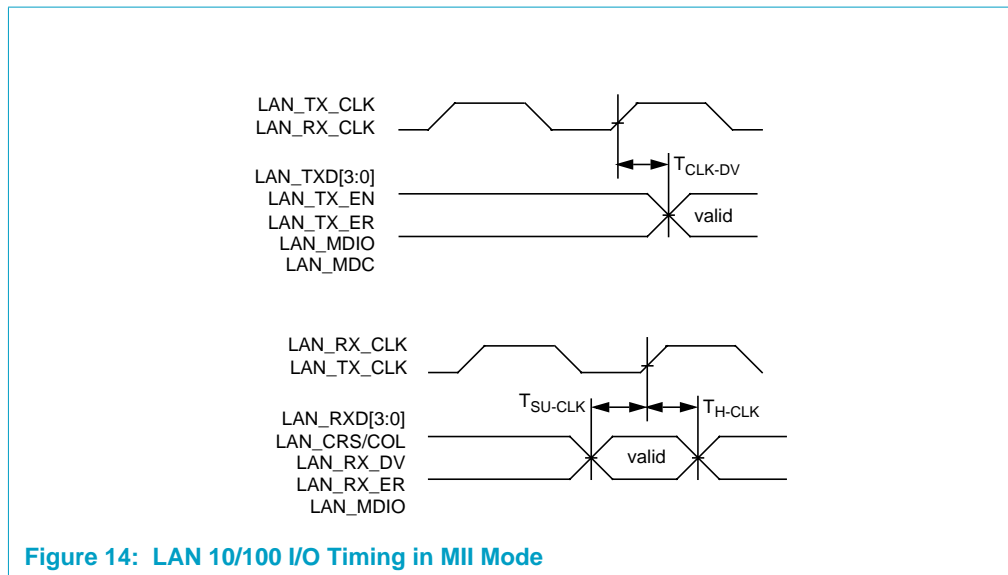 LAN_TX_CLK
LAN_RX_CLK
T_CLK-DV
LAN_TXD[3:0]
LAN_TX_EN
LAN_TX_ER
LAN_MDIO
LAN_MDC
valid
LAN_RX_CLK
LAN_TX_CLK
T_SU-CLK
T_H-CLK
LAN_RXD[3:0]
LAN_CRS/COL
LAN_RX_DV
LAN_RX_ER
LAN_MDIO
valid
Figure 14: LAN 10/100 I/O Timing in MII Mode